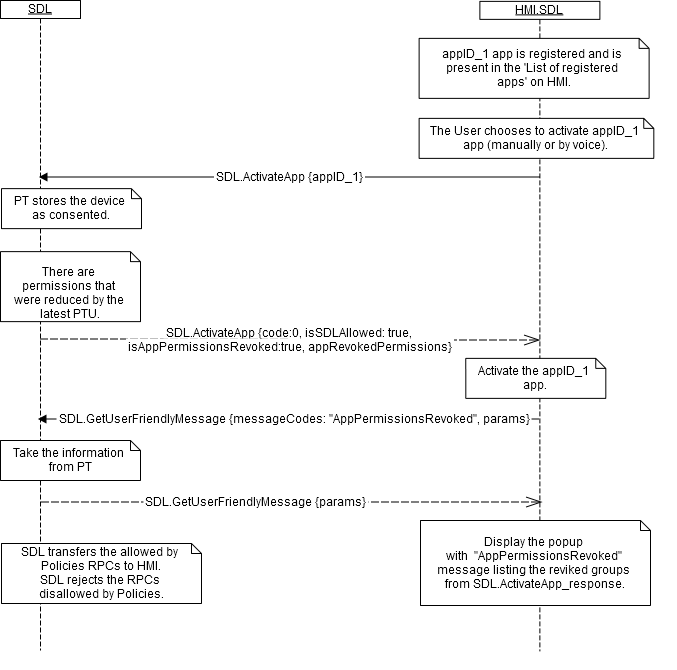 SDL
HMI.SDL
appID_1 app is registered and is
present in the 'List of registered
apps' on HMI.
The User chooses to activate appID_1
app (manually or by voice).
SDL.ActivateApp {appID_1}
PT stores the device
as consented.
There are
permissions that
were reduced by the
latest PTU.
SDL.ActivateApp {code:0, isSDLAllowed: true,
isAppPermissionsRevoked:true, appRevokedPermissions}
Activate the appID_1
app.
SDL.GetUserFriendlyMessage {messageCodes: "AppPermissionsRevoked", params}
Take the information
from PT
SDL.GetUserFriendlyMessage {params}
SDL transfers the allowed by
Policies RPCs to HMI.
SDL rejects the RPCs
disallowed by Policies.
Display the popup
with "AppPermissionsRevoked"
message listing the reviked groups
from SDL.ActivateApp_response.